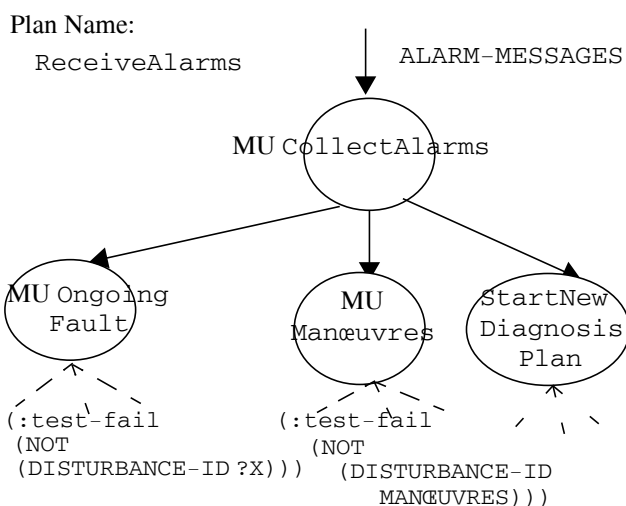 Plan Name:
ReceiveAlarms
ALARM-MESSAGES
MU CollectAlarms
MU Ongoing
Fault
MU
Manœuvres
StartNew
Diagnosis
Plan
(:test-fail
(NOT
(DISTURBANCE-ID ?X)))
(:test-fail
(NOT
(DISTURBANCE-ID
MANŒUVRES)))